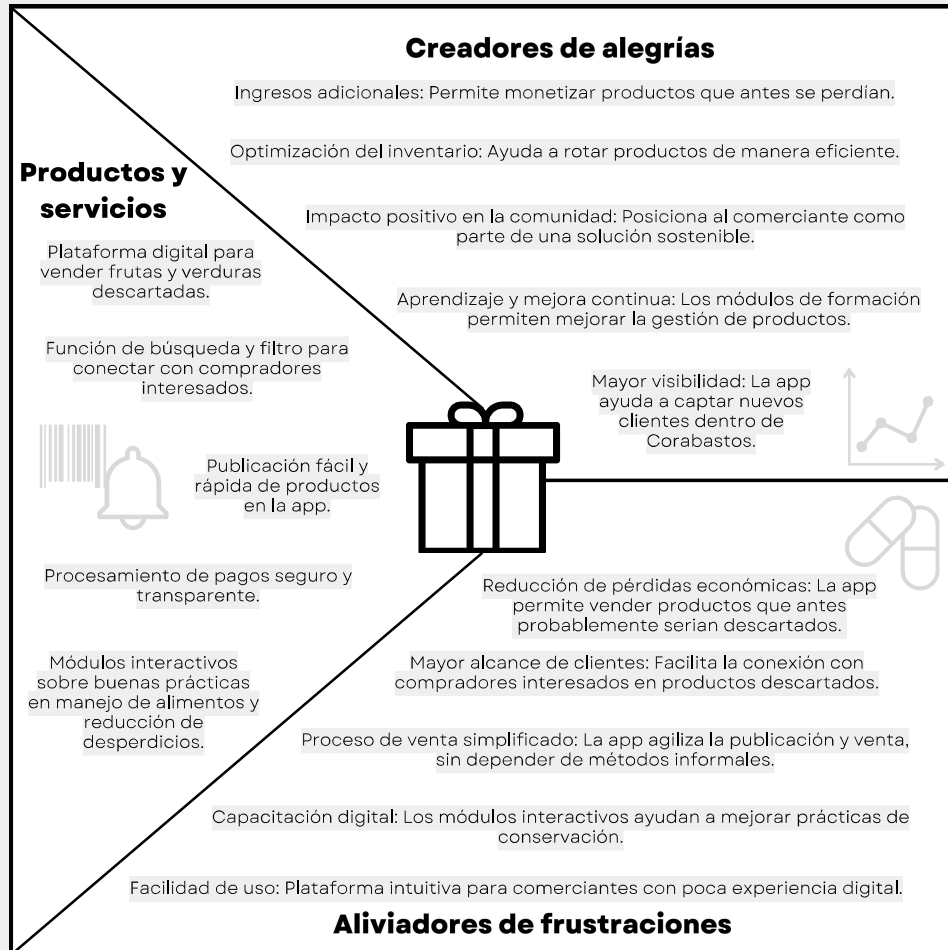 Creadores de alegrías
Ingresos adicionales: Permite monetizar productos que antes se perdían.
Optimización del inventario: Ayuda a rotar productos de manera eficiente.
Impacto positivo en la comunidad: Posiciona al comerciante como
parte de una solución sostenible.
Aprendizaje y mejora continua: Los módulos de formación
permiten mejorar la gestión de productos.
Mayor visibilidad: La app
ayuda a captar nuevos
clientes dentro de
Corabastos.
Productos y
servicios
Plataforma digital para
vender frutas y verduras
descartadas.
Función de búsqueda y filtro para
conectar con compradores
interesados.
Publicación fácil y
rápida de productos
en la app.
Procesamiento de pagos seguro y
transparente.
Módulos interactivos
sobre buenas prácticas
en manejo de alimentos y
reducción de
desperdicios.
Reducción de pérdidas económicas: La app
permite vender productos que antes
probablemente serian descartados.
Mayor alcance de clientes: Facilita la conexión con
compradores interesados en productos descartados.
Proceso de venta simplificado: La app agiliza la publicación y venta,
sin depender de métodos informales.
Capacitación digital: Los módulos interactivos ayudan a mejorar prácticas de
conservación.
Facilidad de uso: Plataforma intuitiva para comerciantes con poca experiencia digital.
Aliviadores de frustraciones